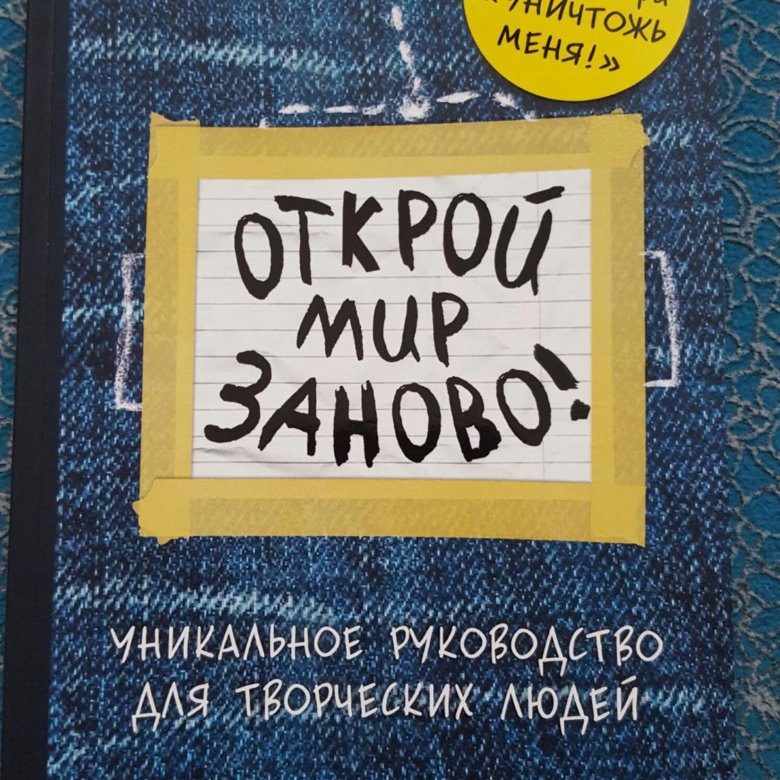 УНИЧТОЖЬ
МЕНЯ!»
ОТКРОЙ
МИР
ЗАНОВО!
УНИКАЛЬНОЕ РУКОВОДСТВО
ДЛЯ ТВОРЧЕСКИХ ЛЮДЕЙ